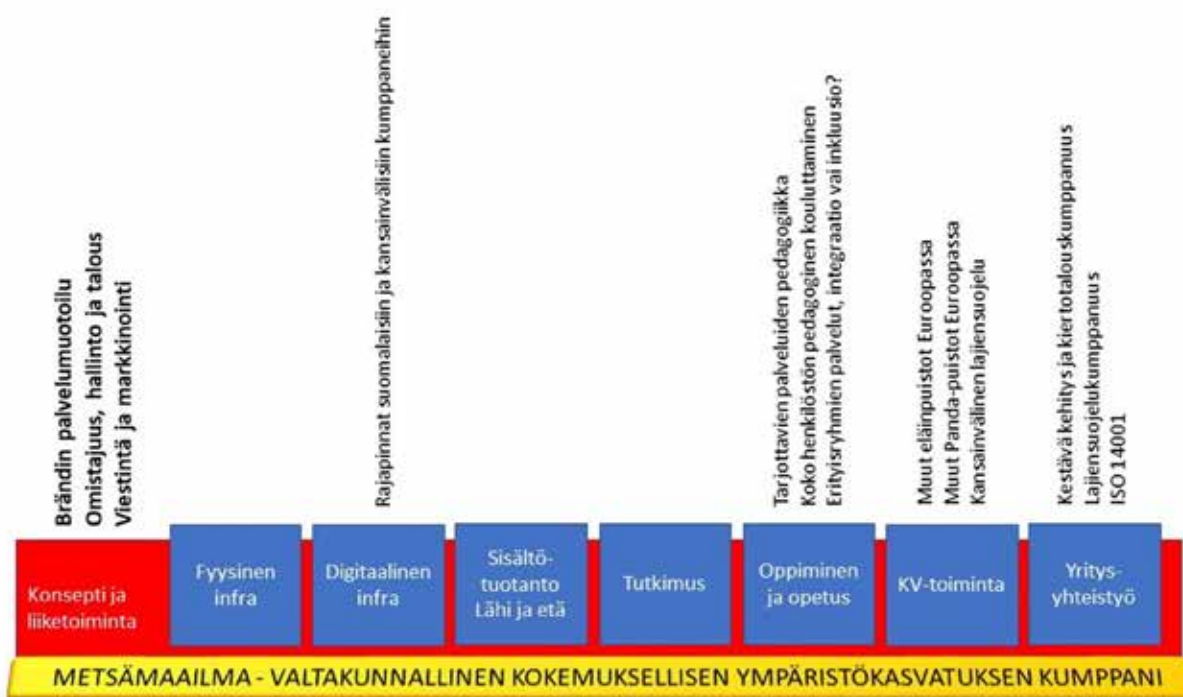 Brändin palvelumuotoilu
Omistajuus, hallinto ja talous
Viestintä ja markkinointi
Rajapinnat suomalaisiin ja kansainvälisiin kumppaneihin
Tarjottavien palveluiden pedagogiikka
Koko henkilöstön pedagoginen kouluttaminen
Erityisryhmien palvelut, integraatio vai inkluusio?
Muut eläinpuistot Euroopassa
Muut Panda-puistot Euroopassa
Kansainvälinen lajiensuojelu
Kestävä kehitys ja kiertotalouskumppanuus
Lajiensuojelukumppanuus
ISO 14001
Konsepti ja
liiketoiminta
Fyysinen
infra
Digitaalinen
infra
Sisältö-
tuotanto
Lähi ja etä
Tutkimus
Oppiminen
ja opetus
KV-toiminta
Yritys-
yhteistyö
METSÄMAAILMA - VALTAKUNNALLINEN KOKEMUKSELLISEN YMPÄRISTÖKASVATUKSEN KUMPPANI